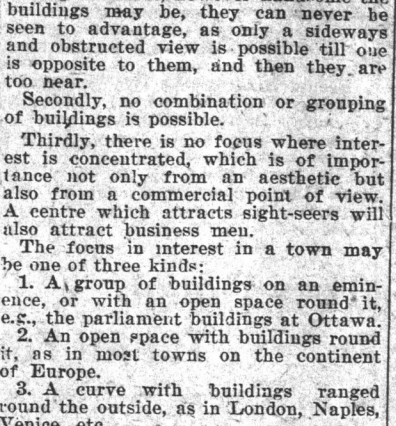 buildings may be, they can never be
seen to advantage, as only a sideways
and obstructed view is possible till one
is opposite to them, and then they are
too near.
Secondly, no combination or grouping
of buildings is possible.
Thirdly, there is no focus where inter-
est is concentrated, which is of impor-
tance not only from an aesthetic but
also from a commercial point of view.
A centre which attracts sight-seers will
also attract business men.
The focus in interest in a town may
be one of three kinds:
1. A group of buildings on an emin-
ence, or with an open space round it,
e.g., the parliament buildings at Ottawa.
2. An open space with buildings round
it, as in most towns on the continent
of Europe.
3. A curve with buildings ranged
round the outside, as in London, Naples,
Venice, etc.